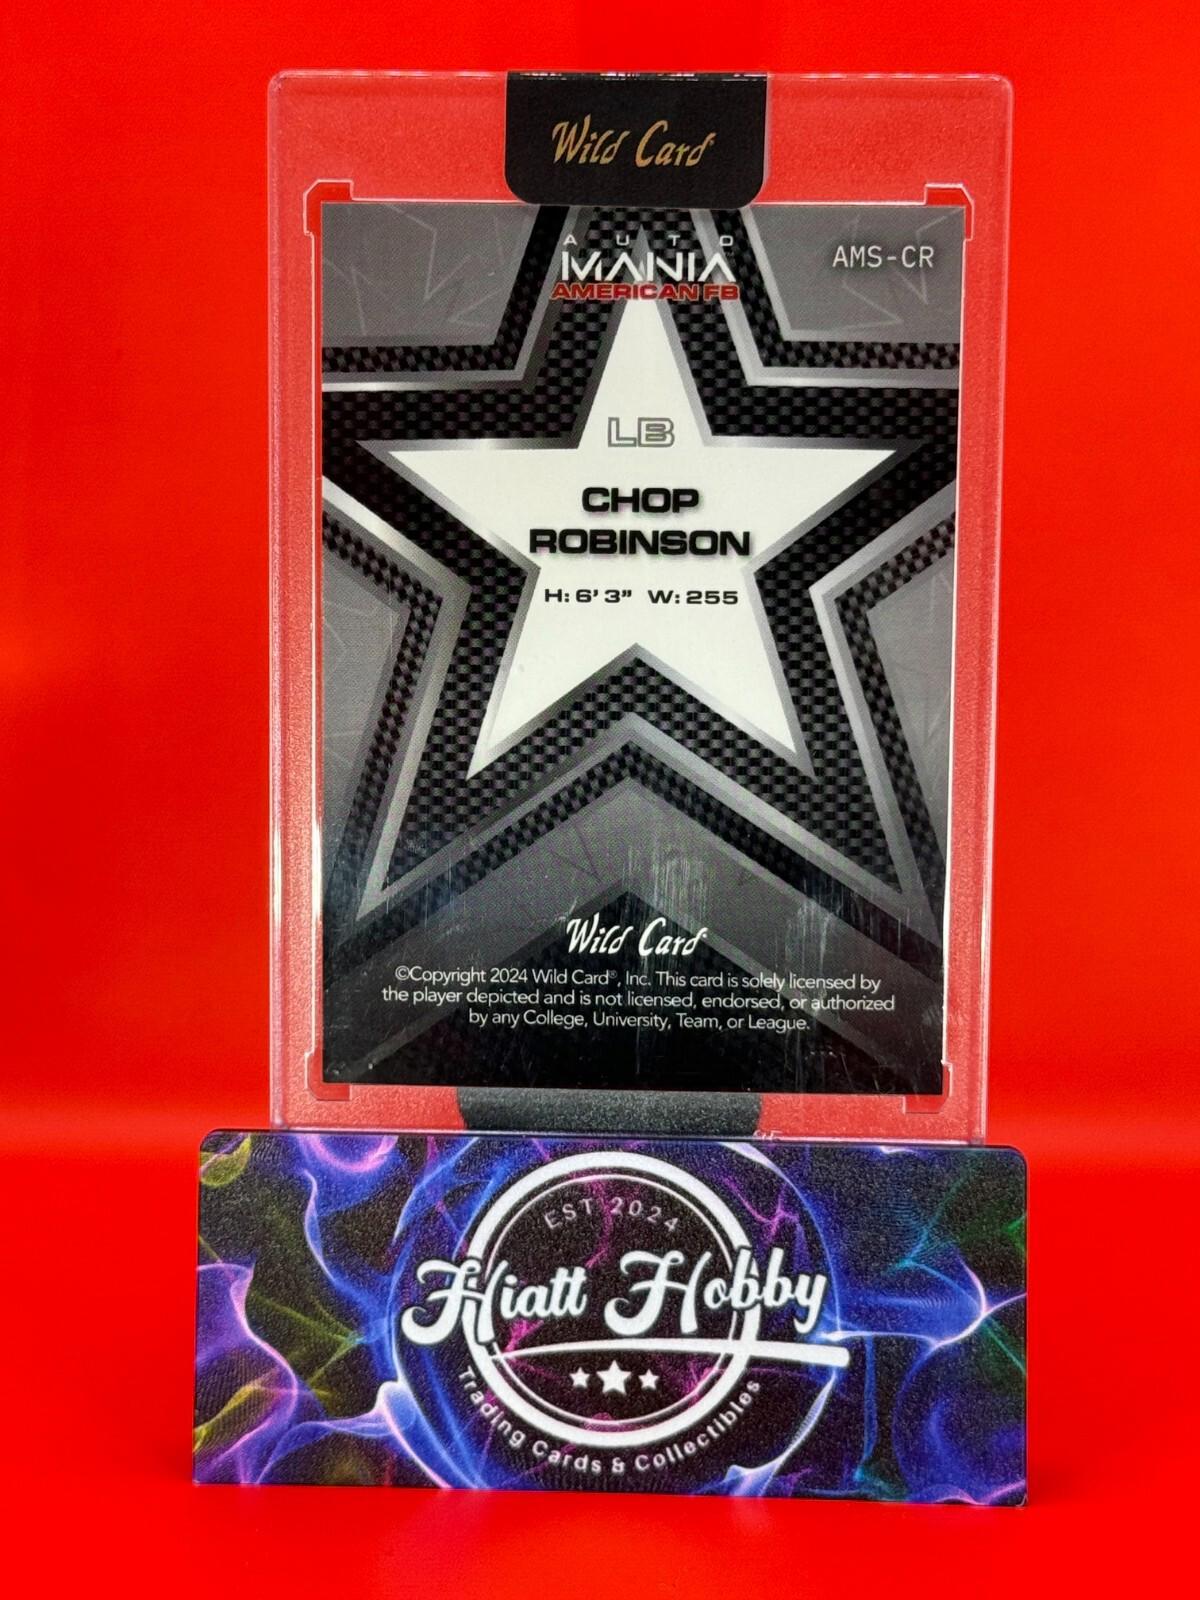 Wild Card
AUTO
MANIA
AMERICAN FB
AMS-CR
LB
CHOP
ROBINSON
H: 6' 3" W: 255
Wild Card
©Copyright 2024 Wild Card®, Inc. This card is solely licensed by
the player depicted and is not licensed, endorsed, or authorized
by any College, University, Team, or League.
EST 2024
Hiatt Hobby
Trading Cards & Collectibles